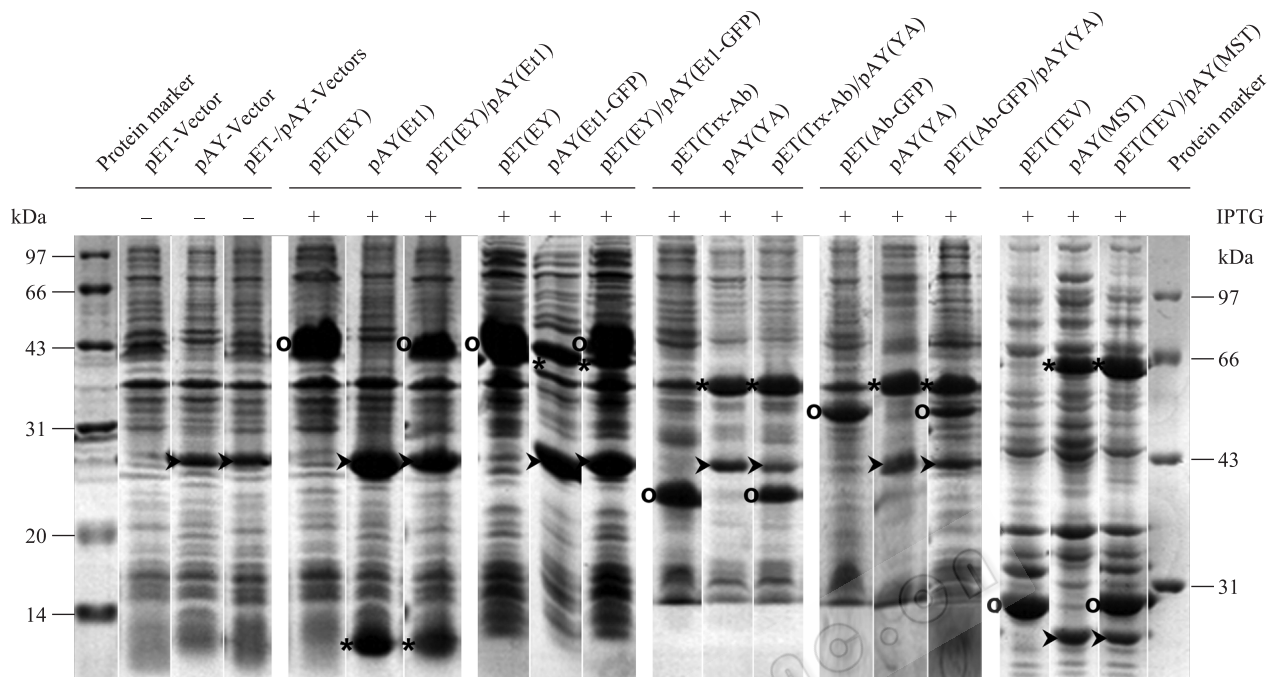 Protein marker
pET-Vector
pAY-Vector
pET-/pAY-Vectors
pET(EY)
pAY(Et1)
pET(EY)/pAY(Et1)
pET(EY)
pAY(Et1-GFP)
pET(EY)/pAY(Et1-GFP)
pET(Trx-Ab)
pAY(YA)
pET(Trx-Ab)/pAY(YA)
pET(Ab-GFP)
pAY(YA)
pET(Ab-GFP)/pAY(YA)
pET(TEV)
pAY(MST)
pET(TEV)/pAY(MST)
Protein marker
kDa – – – + + + + + + + + + + + + + + + IPTG
kDa
97
66
43
31
20
14
97
66
43
31